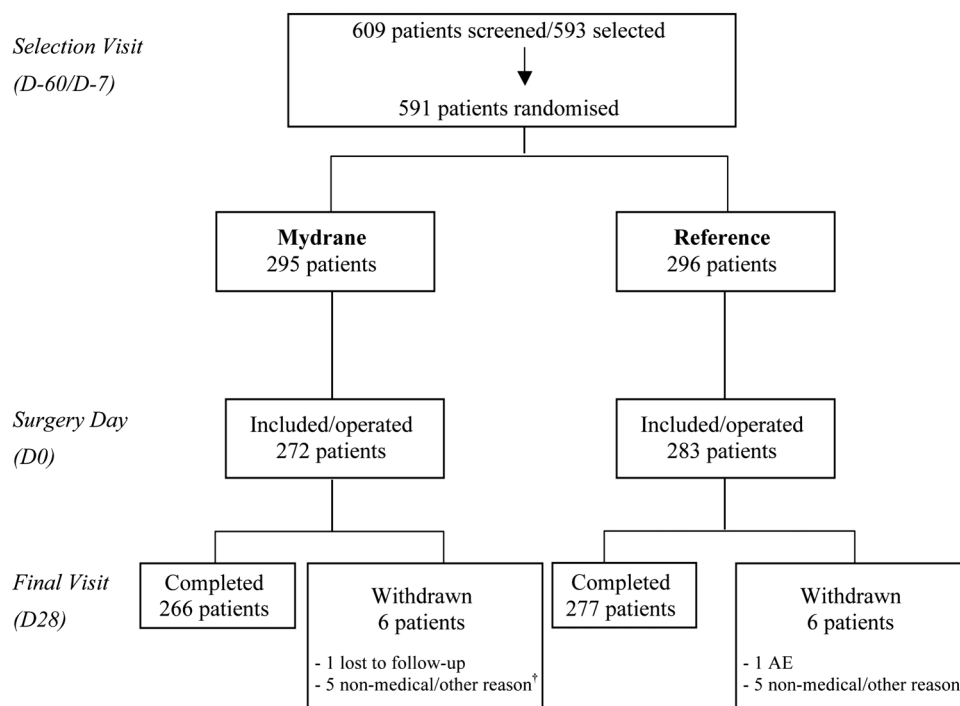 Selection Visit
(D-60/D-7)
609 patients screened/593 selected
591 patients randomised
Mydrane
295 patients
Reference
296 patients
Surgery Day
(D0)
Included/operated
272 patients
Included/operated
283 patients
Final Visit
(D28)
Completed
266 patients
Withdrawn
6 patients
- 1 lost to follow-up
- 5 non-medical/other reason†
Completed
277 patients
Withdrawn
6 patients
- 1 AE
- 5 non-medical/other reason